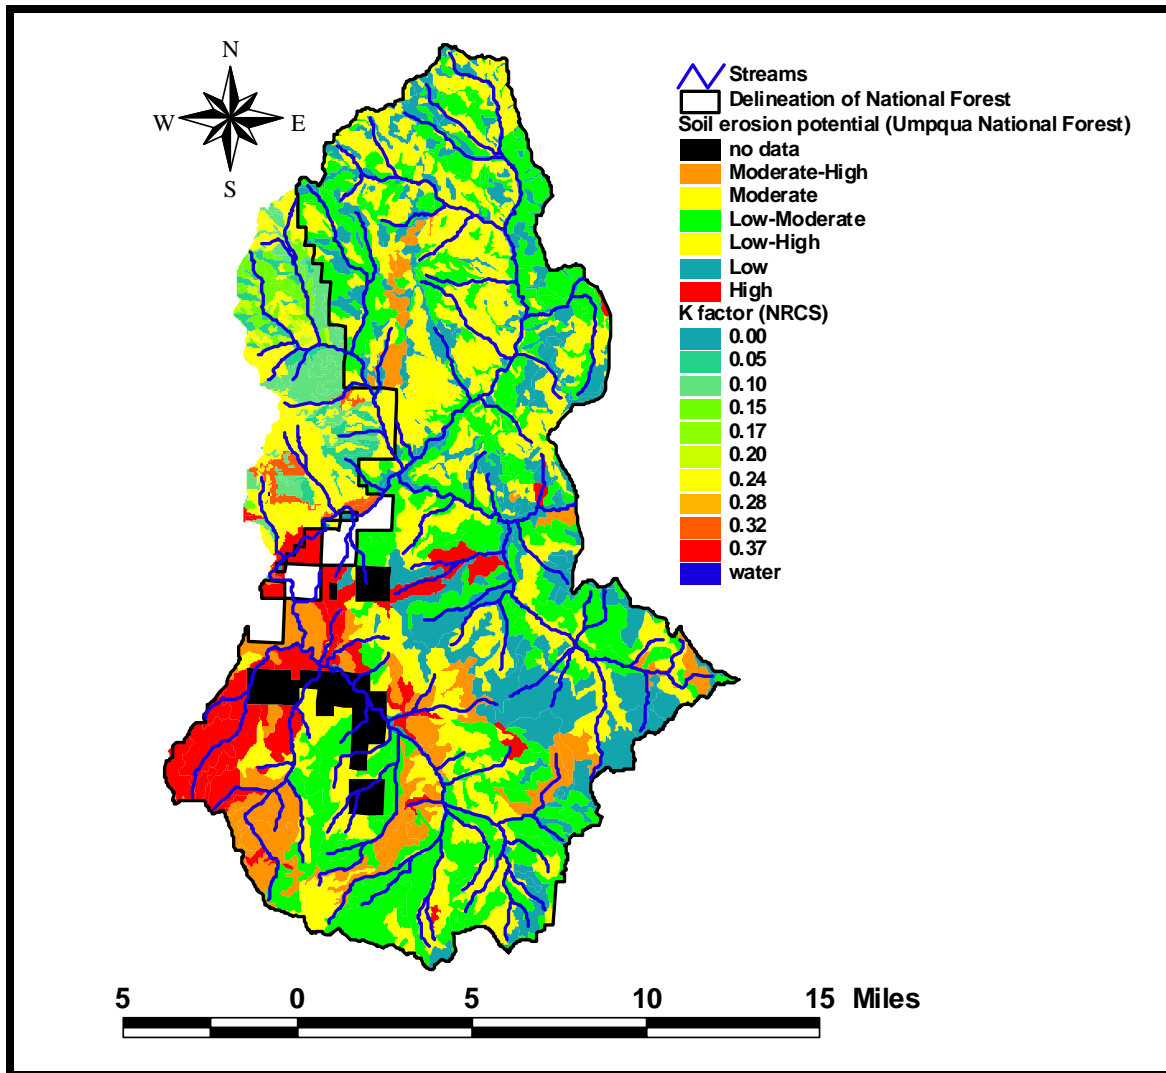 N
W E
S
Streams
Delineation of National Forest
Soil erosion potential (Umpqua National Forest)
no data
Moderate-High
Moderate
Low-Moderate
Low-High
Low
High
K factor (NRCS)
0.00
0.05
0.10
0.15
0.17
0.20
0.24
0.28
0.32
0.37
water
5 0 5 10 15 Miles